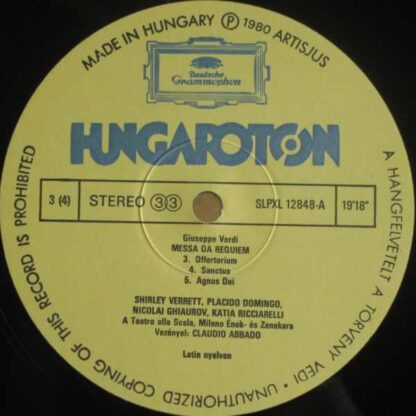 MADE IN HUNGARY Ⓟ 1980 ARTISJUS
Deutsche
Grammophon
HUNGAROTON
3 (4) STEREO 33 SLPXL 12848-A 19'18"
Giuseppe Verdi
MESSA DA REQUIEM
3. Offertorium
4. Sanctus
5. Agnus Dei
SHIRLEY VERRETT, PLACIDO DOMINGO,
NICOLAI GHIAUROV, KATIA RICCIARELLI
A Teatro alla Scala, Milano Ének- és Zenekara
Vezényel: CLAUDIO ABBADO
Latin nyelven
A HANGFELVÉTELT A TÖRVÉNY VÉDI • UNAUTHORIZED COPYING OF THIS RECORD IS PROHIBITED